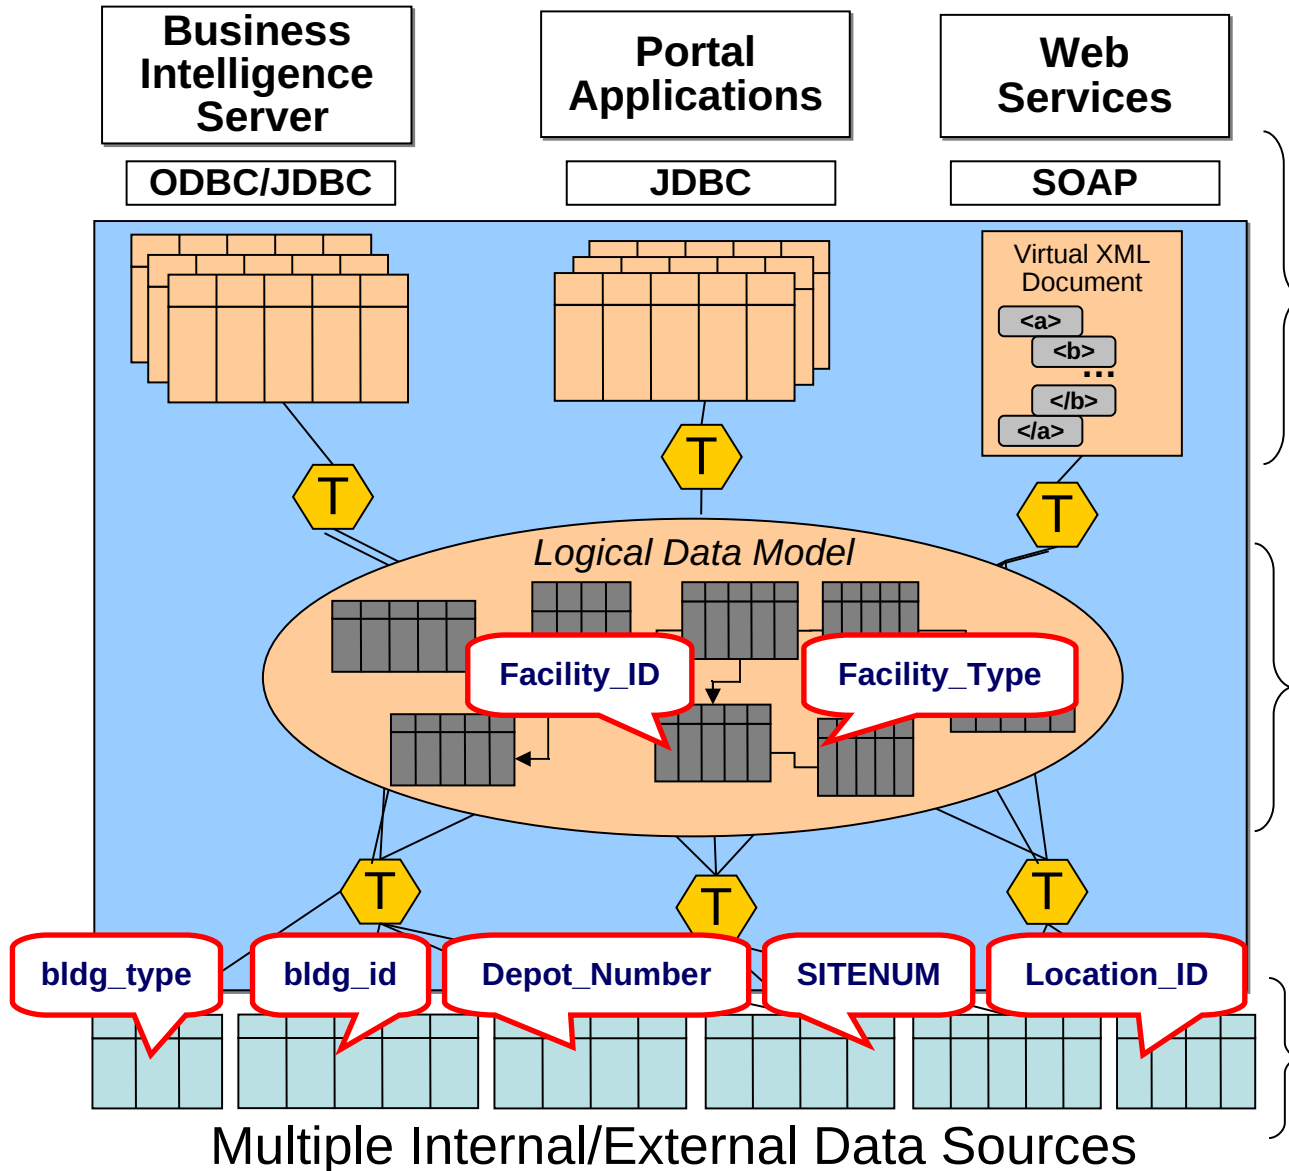 Business
Intelligence
Server
Portal
Applications
Web
Services
ODBC/JDBC
JDBC
SOAP
Virtual XML
Document
<a>
<b>
...
</b>
</a>
T
T
T
Logical Data Model
Facility_ID
Facility_Type
T
T
T
bldg_type
bldg_id
Depot_Number
SITENUM
Location_ID
Multiple Internal/External Data Sources